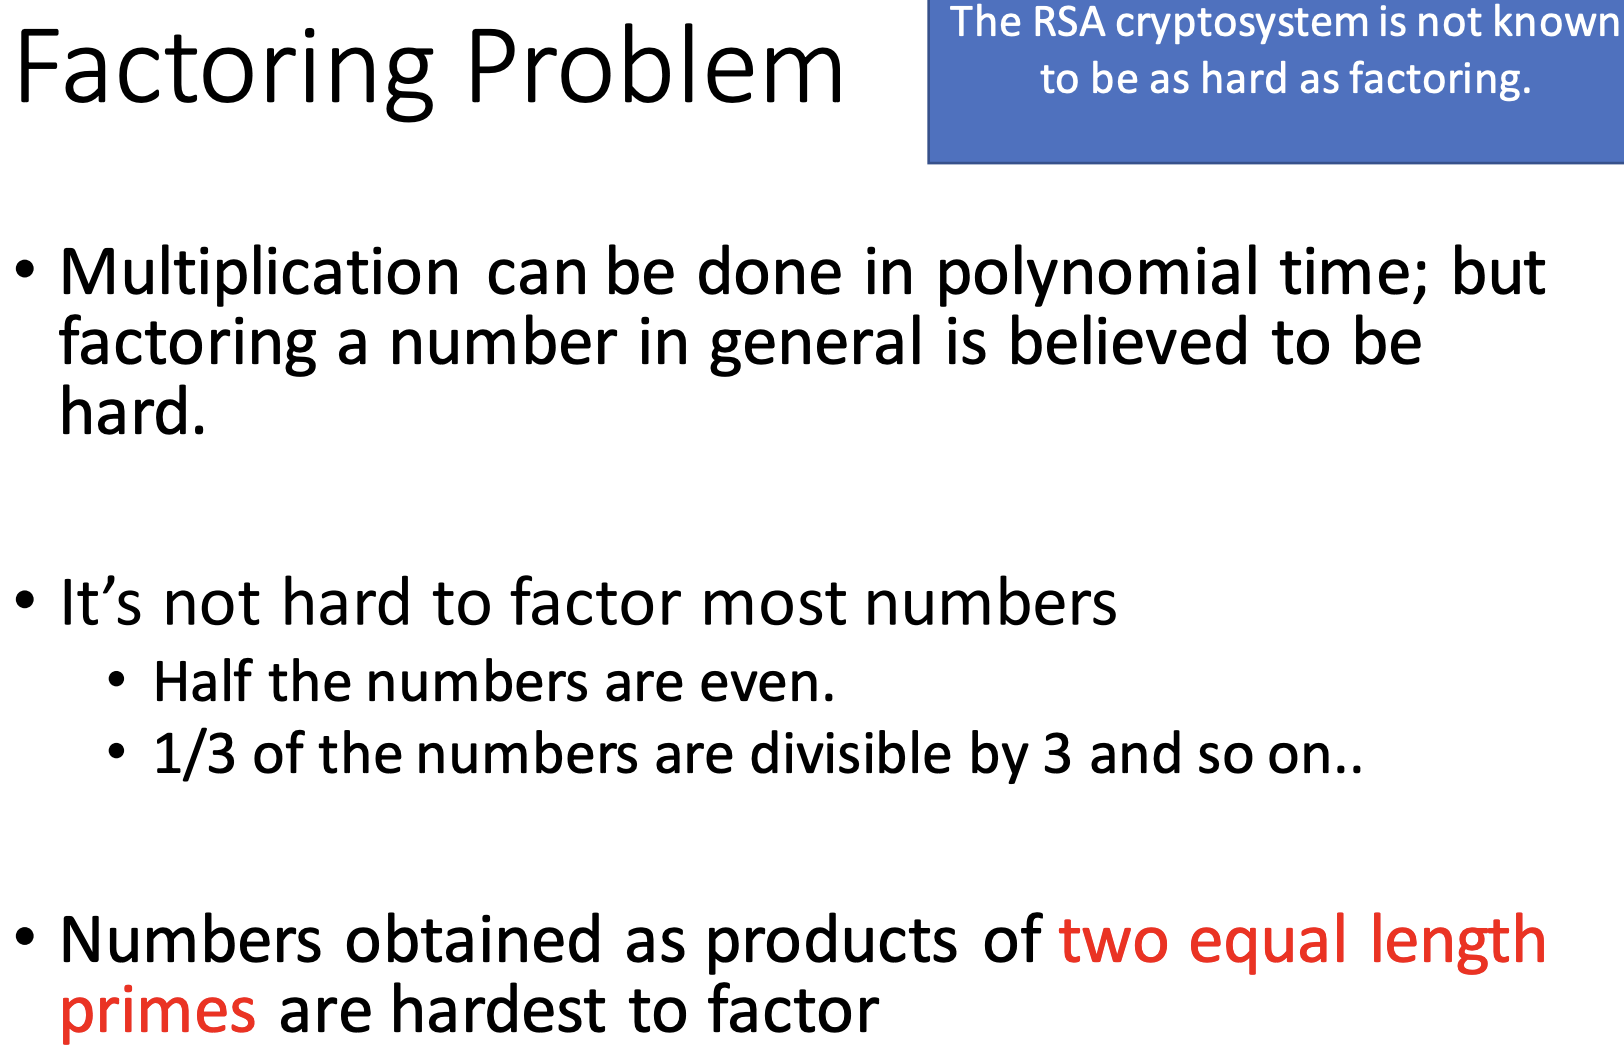 Factoring Problem
The RSA cryptosystem is not known
to be as hard as factoring.
• Multiplication can be done in polynomial time; but
factoring a number in general is believed to be
hard.
• It’s not hard to factor most numbers
• Half the numbers are even.
• 1/3 of the numbers are divisible by 3 and so on..
• Numbers obtained as products of two equal length
primes are hardest to factor